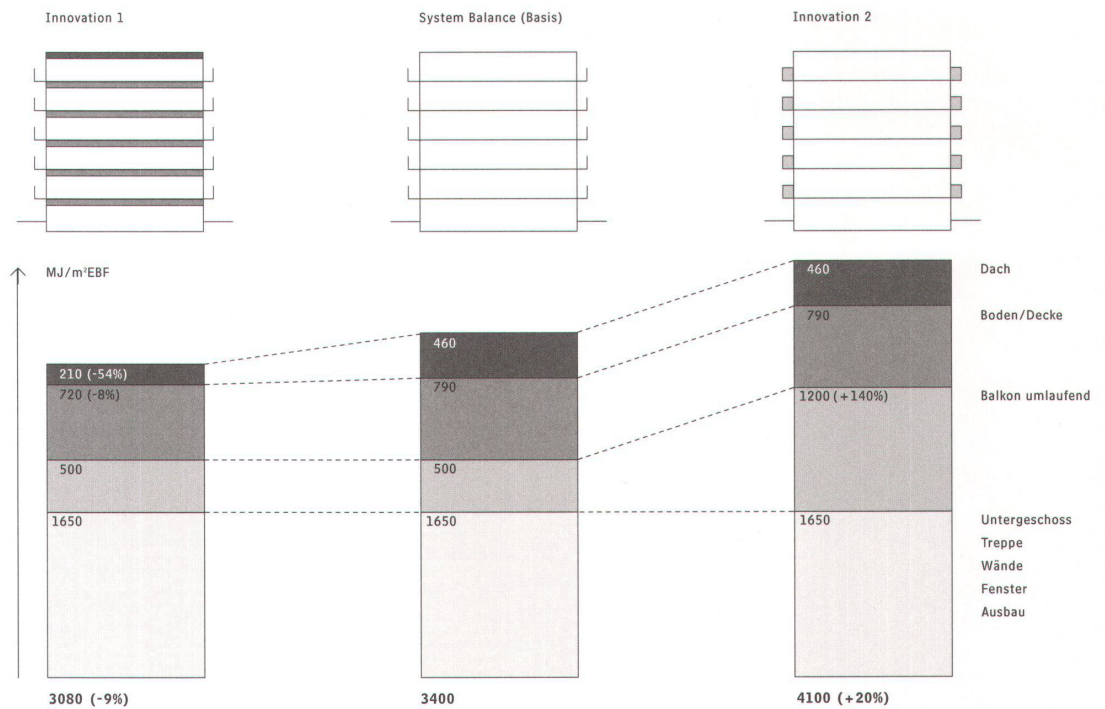 Innovation 1
System Balance (Basis)
Innovation 2
MJ/m²EBF
210 (-54%)
720 (-8%)
500
1650
3080 (-9%)
460
790
500
1650
3400
460
790
1200 (+140%)
1650
4100 (+20%)
Dach
Boden/Decke
Balkon umlaufend
Untergeschoss
Treppe
Wände
Fenster
Ausbau